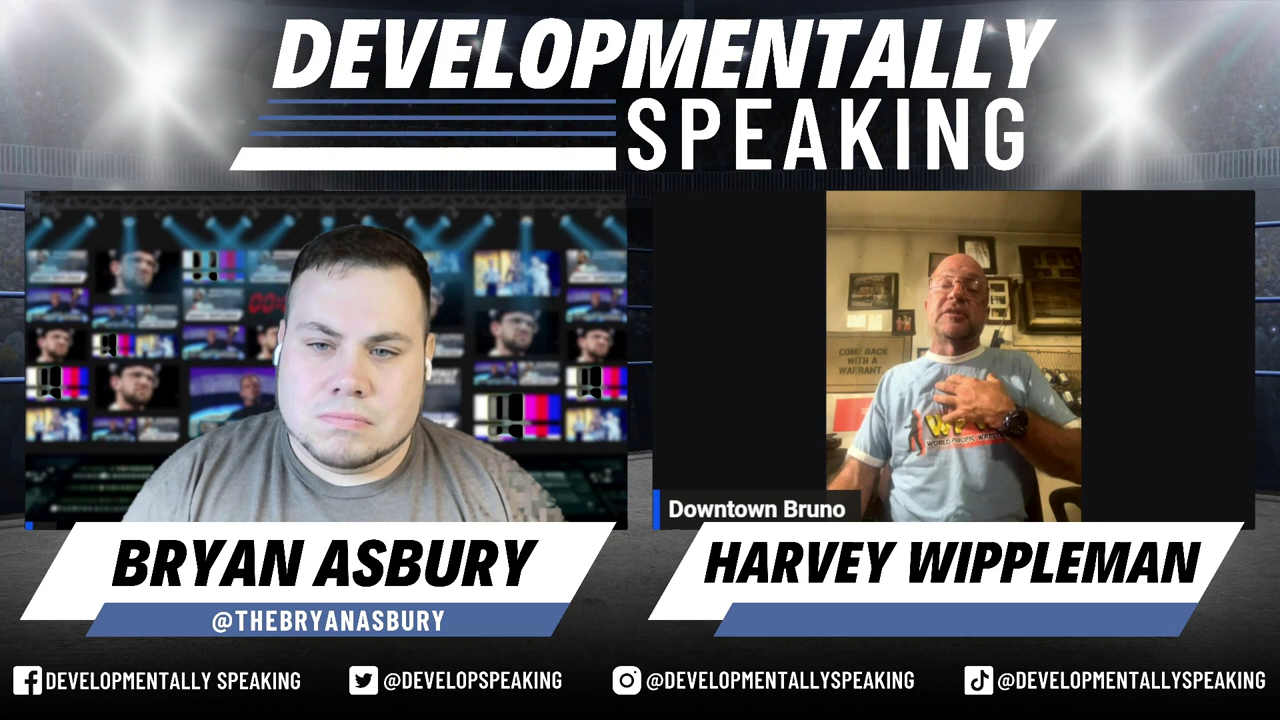 DEVELOPMENTALLY
SPEAKING
COME BACK
WITH A
WARRANT.
WORLD PACIFIC WRES
Downtown Bruno
BRYAN ASBURY
@THEBRYANASBURY
HARVEY WIPPLEMAN
DEVELOPMENTALLY SPEAKING
@DEVELOPSPEAKING
@DEVELOPMENTALLYSPEAKING
@DEVELOPMENTALLYSPEAKING